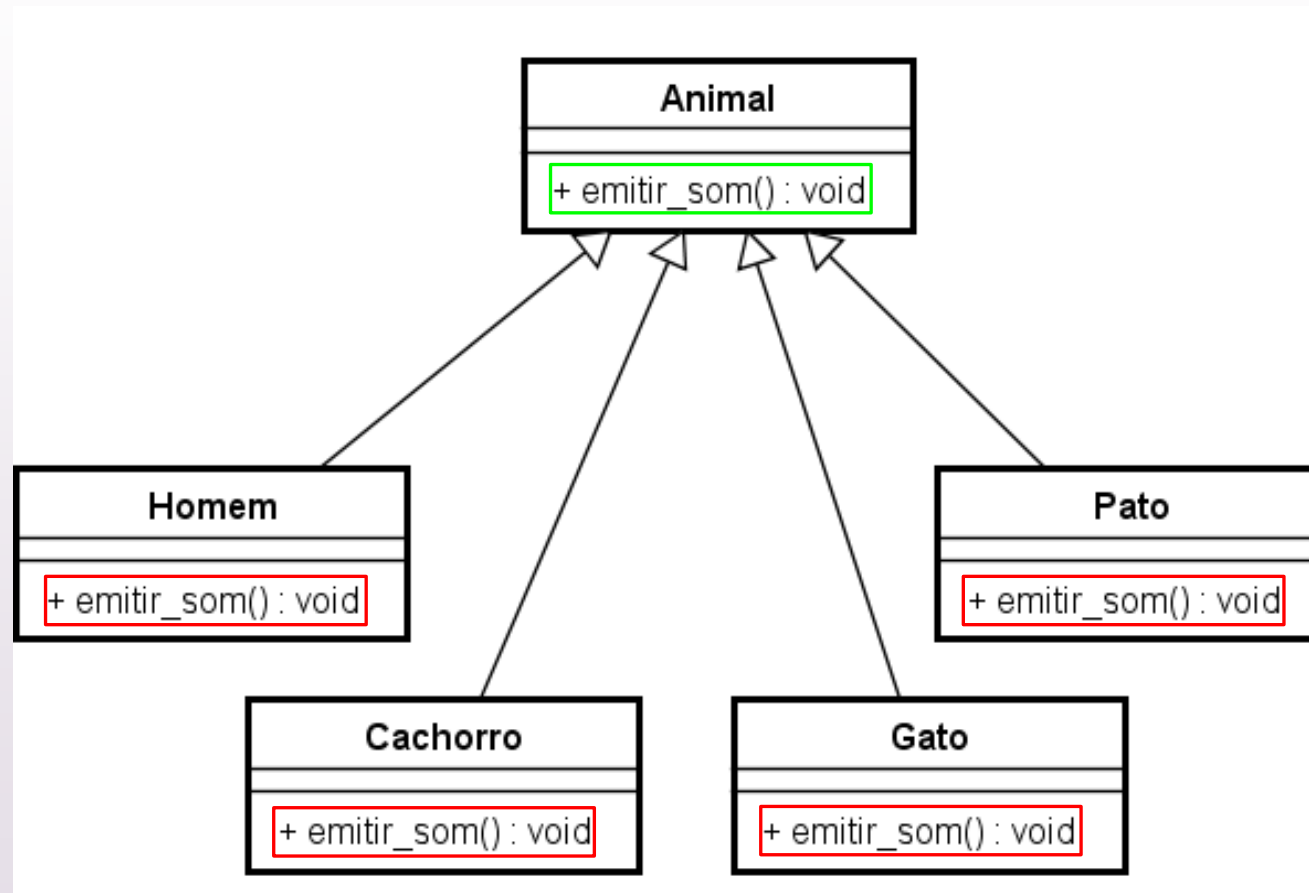 Animal
+ emitir_som() : void
Homem
+ emitir_som() : void
Pato
+ emitir_som() : void
Cachorro
+ emitir_som() : void
Gato
+ emitir_som() : void